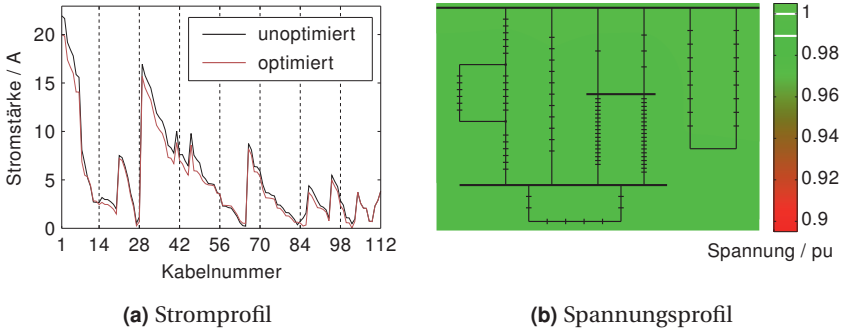 Stromstärke / A
20
15
10
5
0
unoptimiert
optimiert
1 14 28 42 56 70 84 98 112
Kabelnummer
(a) Stromprofil
1
0.98
0.96
0.94
0.92
0.9
Spannung / pu
(b) Spannungsprofil